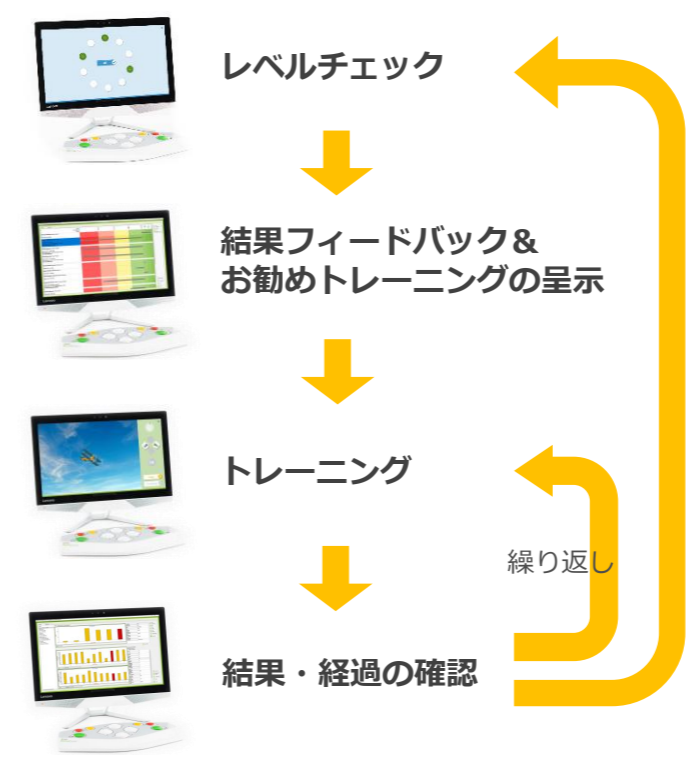 レベルチェック
結果フィードバック＆
お勧めトレーニングの呈示
トレーニング
繰り返し
結果・経過の確認